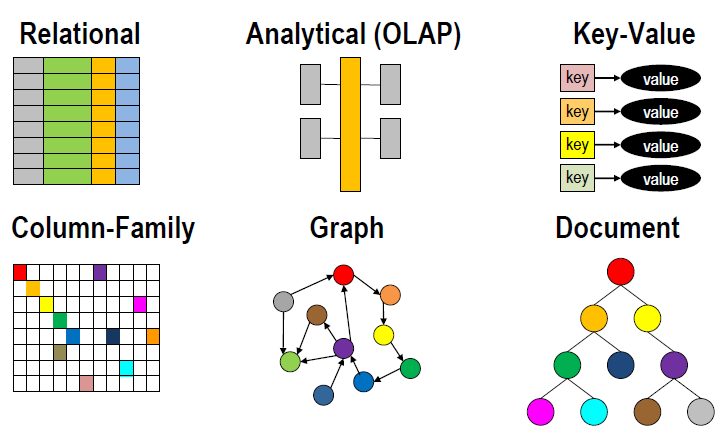 Relational
Analytical (OLAP)
Key-Value
key value
key value
key value
key value
Column-Family
Graph
Document